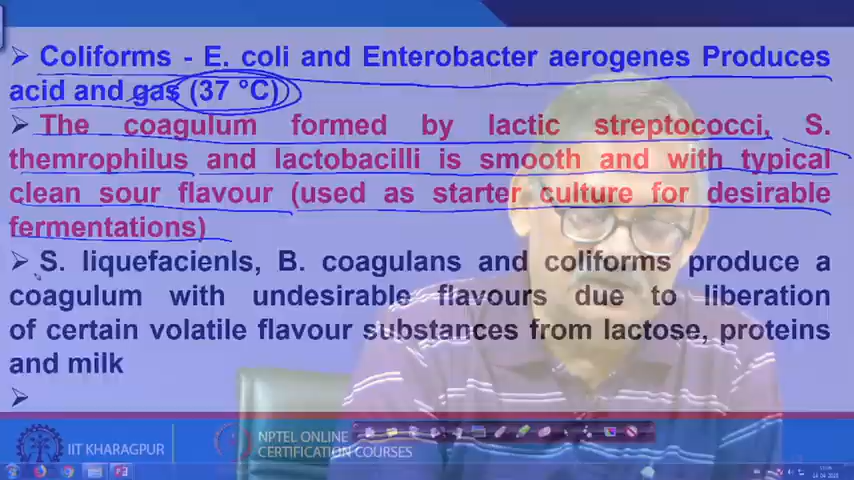 ➢ Coliforms - E. coli and Enterobacter aerogenes Produces
acid and gas (37 °C)
➢ The coagulum formed by lactic streptococci, S.
themrophilus and lactobacilli is smooth and with typical
clean sour flavour (used as starter culture for desirable
fermentations)
➢ S. liquefacienls, B. coagulans and coliforms produce a
coagulum with undesirable flavours due to liberation
of certain volatile flavour substances from lactose, proteins
and milk
➢
IIT KHARAGPUR
NPTEL ONLINE
CERTIFICATION COURSES